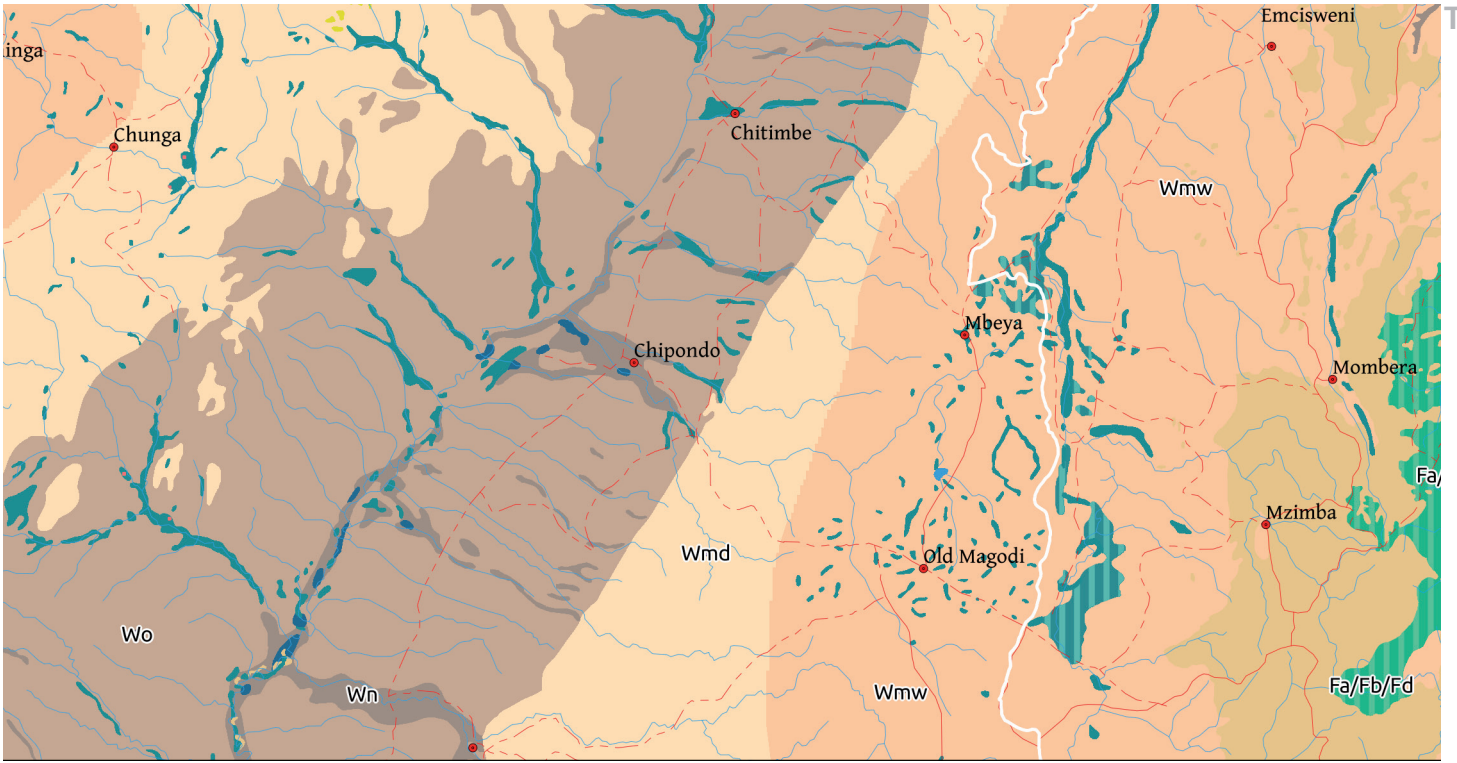 Emcisweni
T
inga
Chunga
Chitimbe
Wmw
Mbeya
Chipondo
Mombera
Fa/
Mzimba
Wmd
Old Magodi
Wo
Wn
Wmw
Fa/Fb/Fd